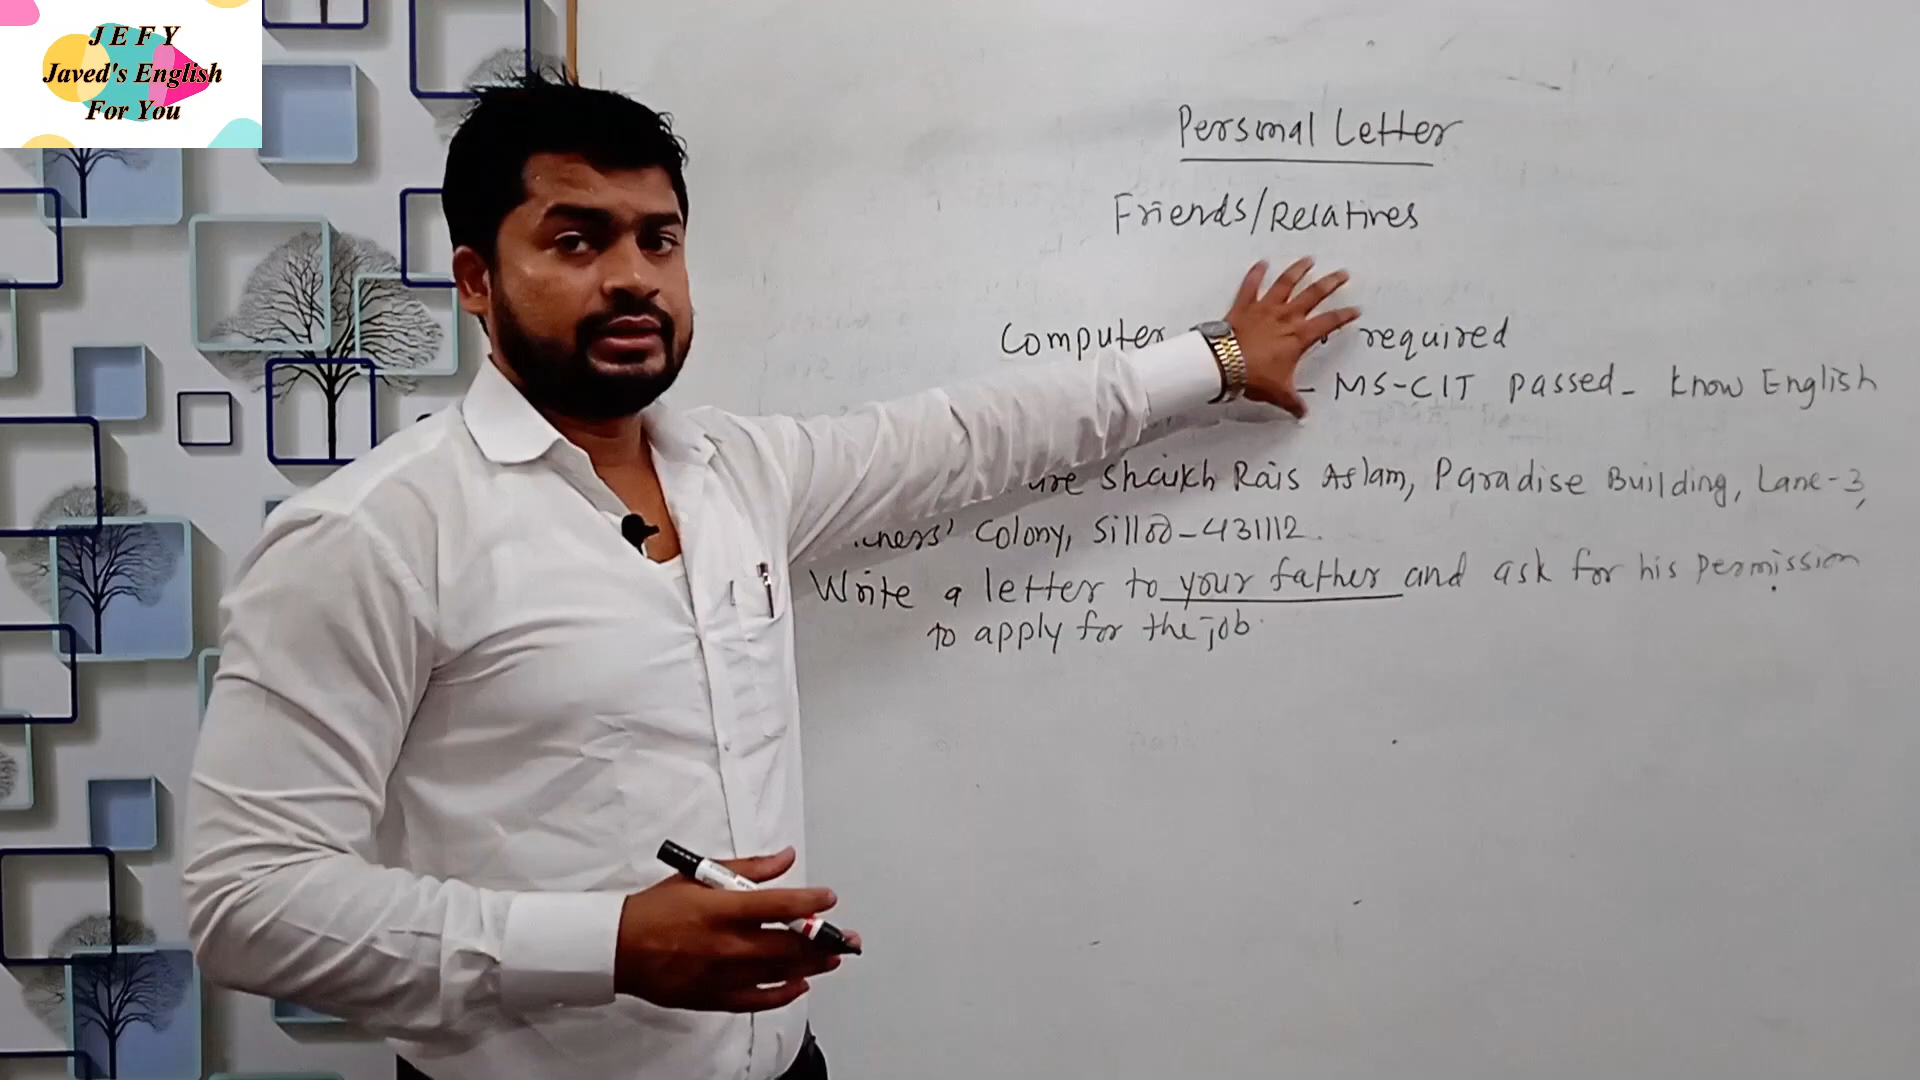 J E F Y
Javed's English
For You
Personal Letter
Friends/Relatives
Computer required
- MS-CIT Passed - Know English
Shaikh Rais Aslam, Paradise Building, Lane-3,
Colony, Sillod-431112.
Write a letter to your father and ask for his permission
to apply for the job.